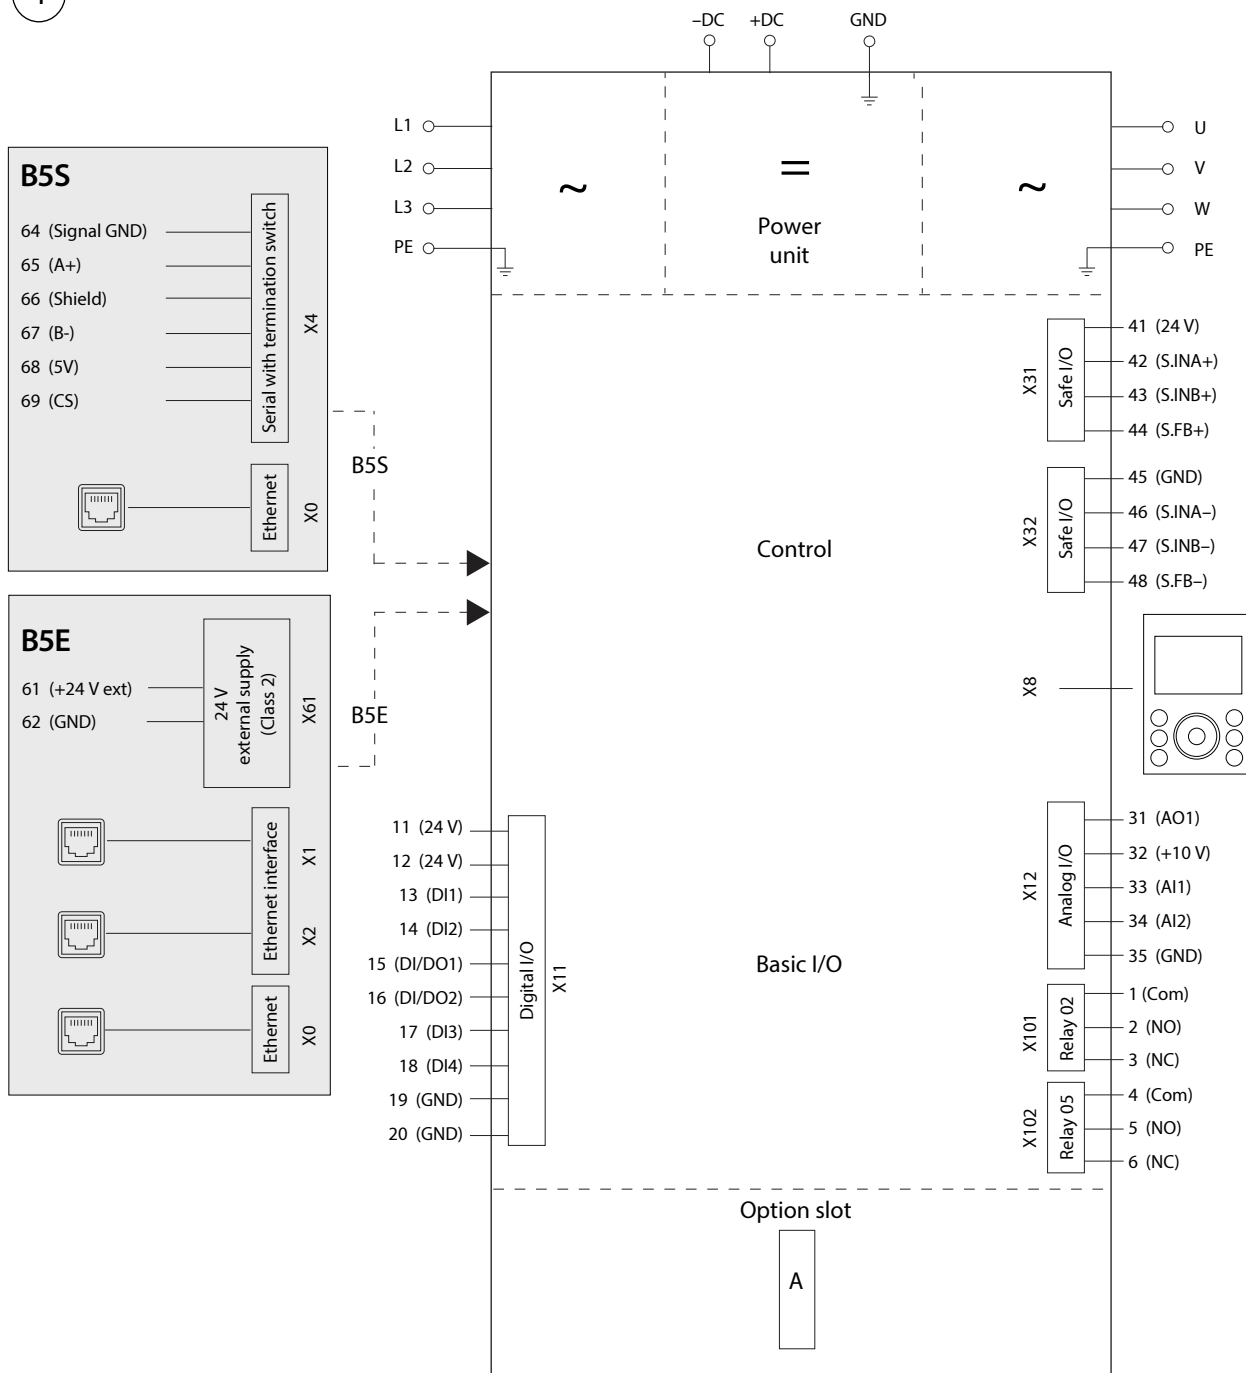 –DC
+DC
GND
L1
L2
L3
PE
~
=
~
Power
unit
U
V
W
PE
B5S
64 (Signal GND)
65 (A+)
66 (Shield)
67 (B-)
68 (5V)
69 (CS)
Serial with termination switch
X4
Ethernet
X0
B5S
B5E
61 (+24 V ext)
62 (GND)
24 V
external supply
(Class 2)
X61
Ethernet interface
X1
X2
Ethernet
X0
B5E
Control
X31
Safe I/O
41 (24 V)
42 (S.INA+)
43 (S.INB+)
44 (S.FB+)
X32
Safe I/O
45 (GND)
46 (S.INA–)
47 (S.INB–)
48 (S.FB–)
X8
11 (24 V)
12 (24 V)
13 (DI1)
14 (DI2)
15 (DI/DO1)
16 (DI/DO2)
17 (DI3)
18 (DI4)
19 (GND)
20 (GND)
Digital I/O
X11
Basic I/O
X12
Analog I/O
31 (AO1)
32 (+10 V)
33 (AI1)
34 (AI2)
35 (GND)
X101
Relay 02
1 (Com)
2 (NO)
3 (NC)
X102
Relay 05
4 (Com)
5 (NO)
6 (NC)
Option slot
A